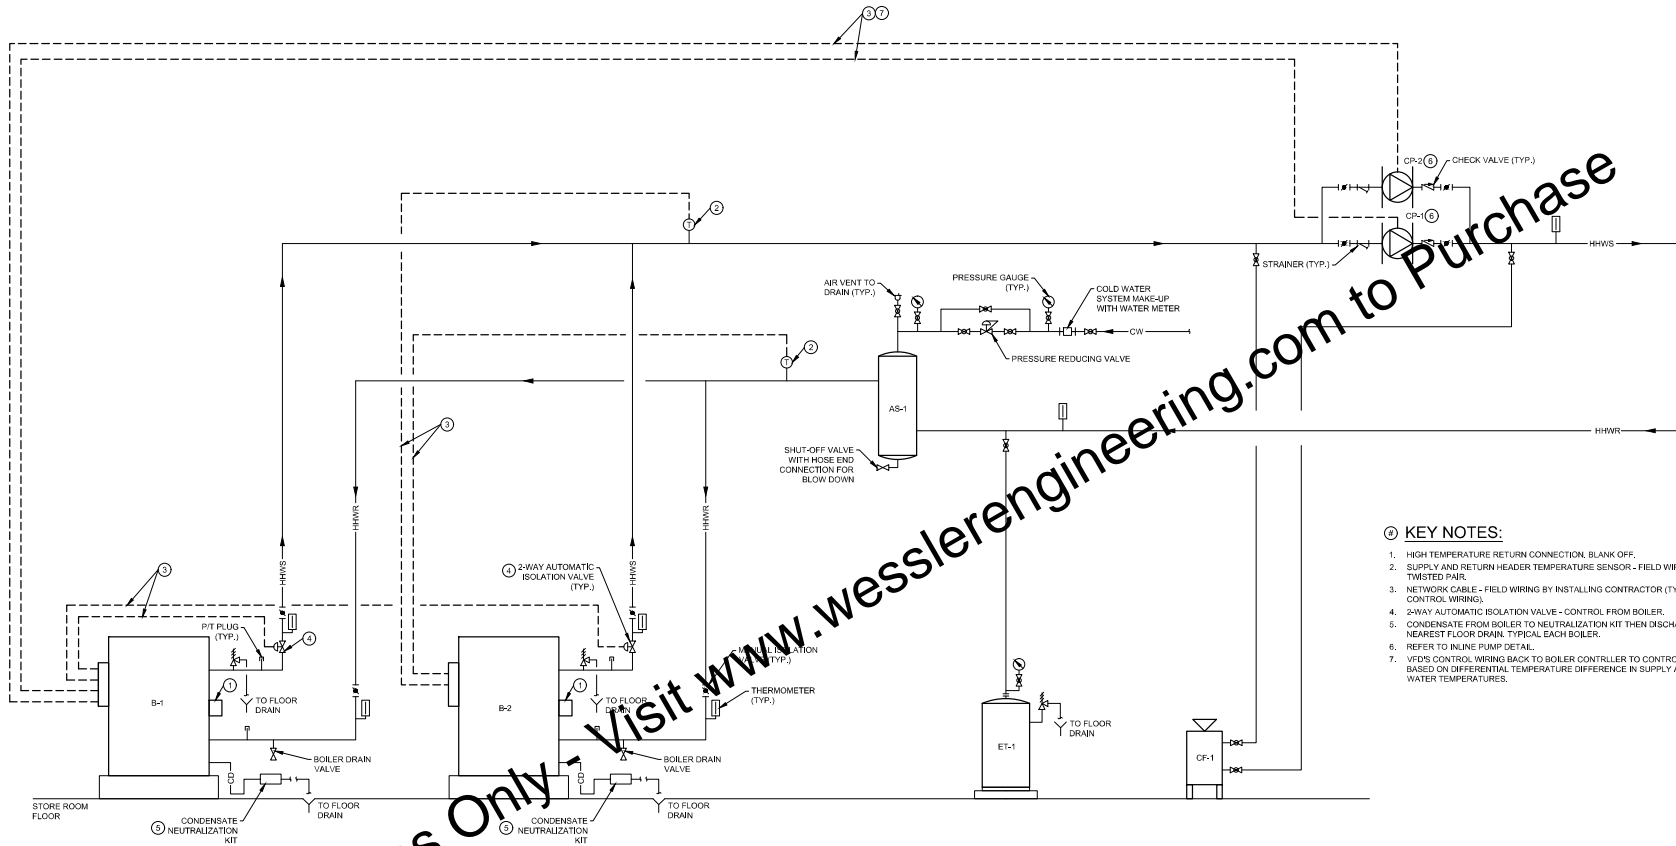 3 7
CP-2 6
CHECK VALVE (TYP.)
2
CP-1 6
HHWS
STRAINER (TYP.)
T
AIR VENT TO
DRAIN (TYP.)
PRESSURE GAUGE
(TYP.)
COLD WATER
SYSTEM MAKE-UP
WITH WATER METER
CW
PRESSURE REDUCING VALVE
2
T
AS-1
3
HHWR
SHUT-OFF VALVE
WITH HOSE END
CONNECTION FOR
BLOW DOWN
HHWR
HHWR
HHWS
HHWS
# KEY NOTES:
1. HIGH TEMPERATURE RETURN CONNECTION, BLANK OFF.
2. SUPPLY AND RETURN HEADER TEMPERATURE SENSOR - FIELD
TWISTED PAIR.
3. NETWORK CABLE - FIELD WIRING BY INSTALLING CONTRACTOR
CONTROL WIRING).
4. 2-WAY AUTOMATIC ISOLATION VALVE - CONTROL FROM BOILER.
5. CONDENSATE FROM BOILER TO NEUTRALIZATION KIT THEN
NEAREST FLOOR DRAIN. TYPICAL EACH BOILER.
6. REFER TO INLINE PUMP DETAIL.
7. VFD'S CONTROL WIRING BACK TO BOILER CONTRLLER TO
BASED ON DIFFERENTIAL TEMPERATURE DIFFERENCE IN SUPPLY
WATER TEMPERATURES.
3
4 2-WAY AUTOMATIC
ISOLATION VALVE
(TYP.)
P/T PLUG
(TYP.)
4
MANUAL ISOLATION
VALVE (TYP.)
THERMOMETER
(TYP.)
1
1
B-1
B-2
TO FLOOR
DRAIN
TO FLOOR
DRAIN
TO FLOOR
DRAIN
ET-1
CF-1
BOILER DRAIN
VALVE
BOILER DRAIN
VALVE
CD
CD
STORE ROOM
FLOOR
TO FLOOR
DRAIN
TO FLOOR
DRAIN
5 CONDENSATE
NEUTRALIZATION
KIT
5 CONDENSATE
NEUTRALIZATION
KIT
Only - Visit www.wesslerengineering.com to Purchase